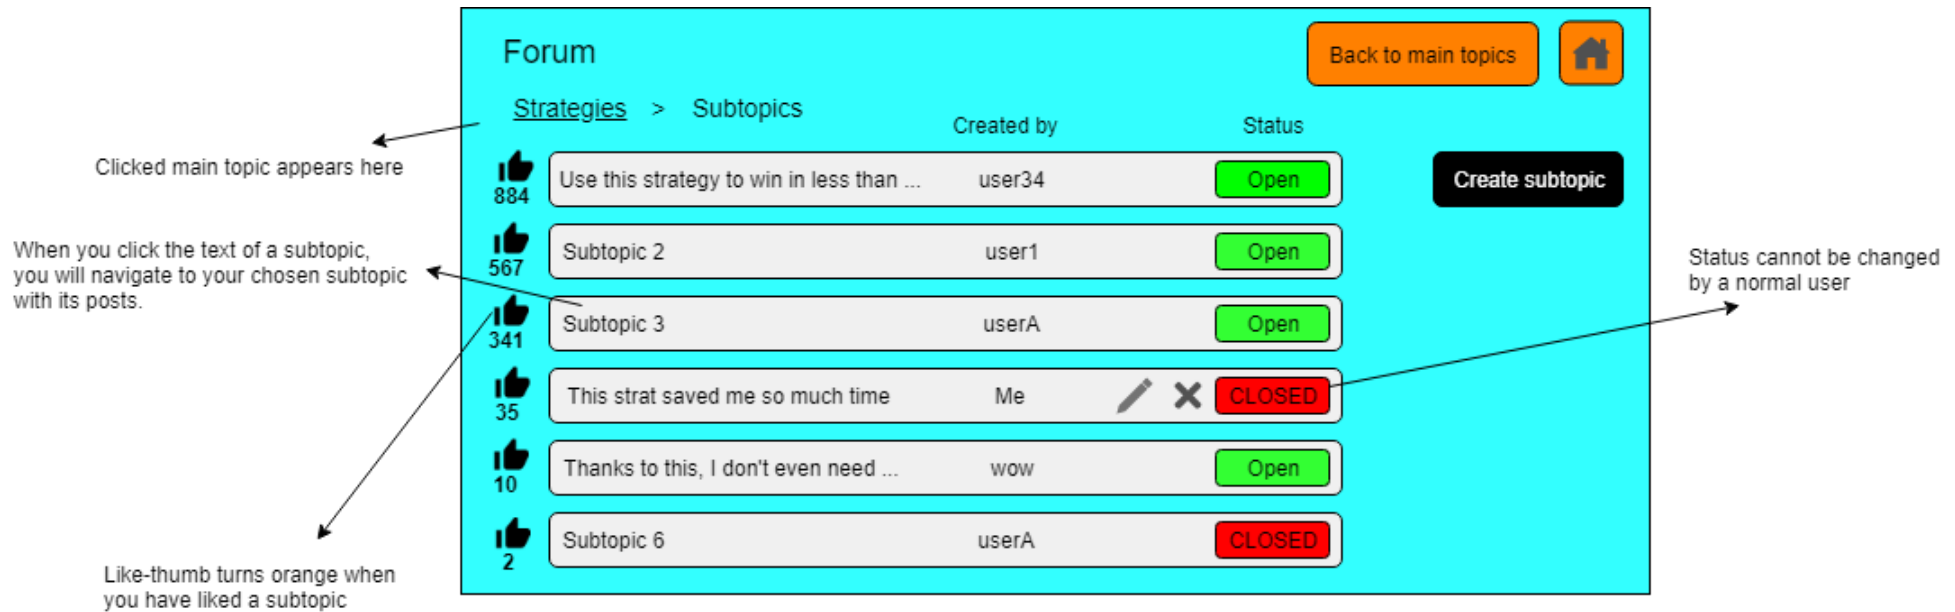 Forum
Back to main topics
Strategies > Subtopics
Created by
Status
Clicked main topic appears here
884
Use this strategy to win in less than ...
user34
Open
Create subtopic
567
Subtopic 2
user1
Open
When you click the text of a subtopic,
you will navigate to your chosen subtopic
with its posts.
Status cannot be changed
by a normal user
341
Subtopic 3
userA
Open
35
This strat saved me so much time
Me
CLOSED
10
Thanks to this, I don't even need ...
wow
Open
2
Subtopic 6
userA
CLOSED
Like-thumb turns orange when
you have liked a subtopic